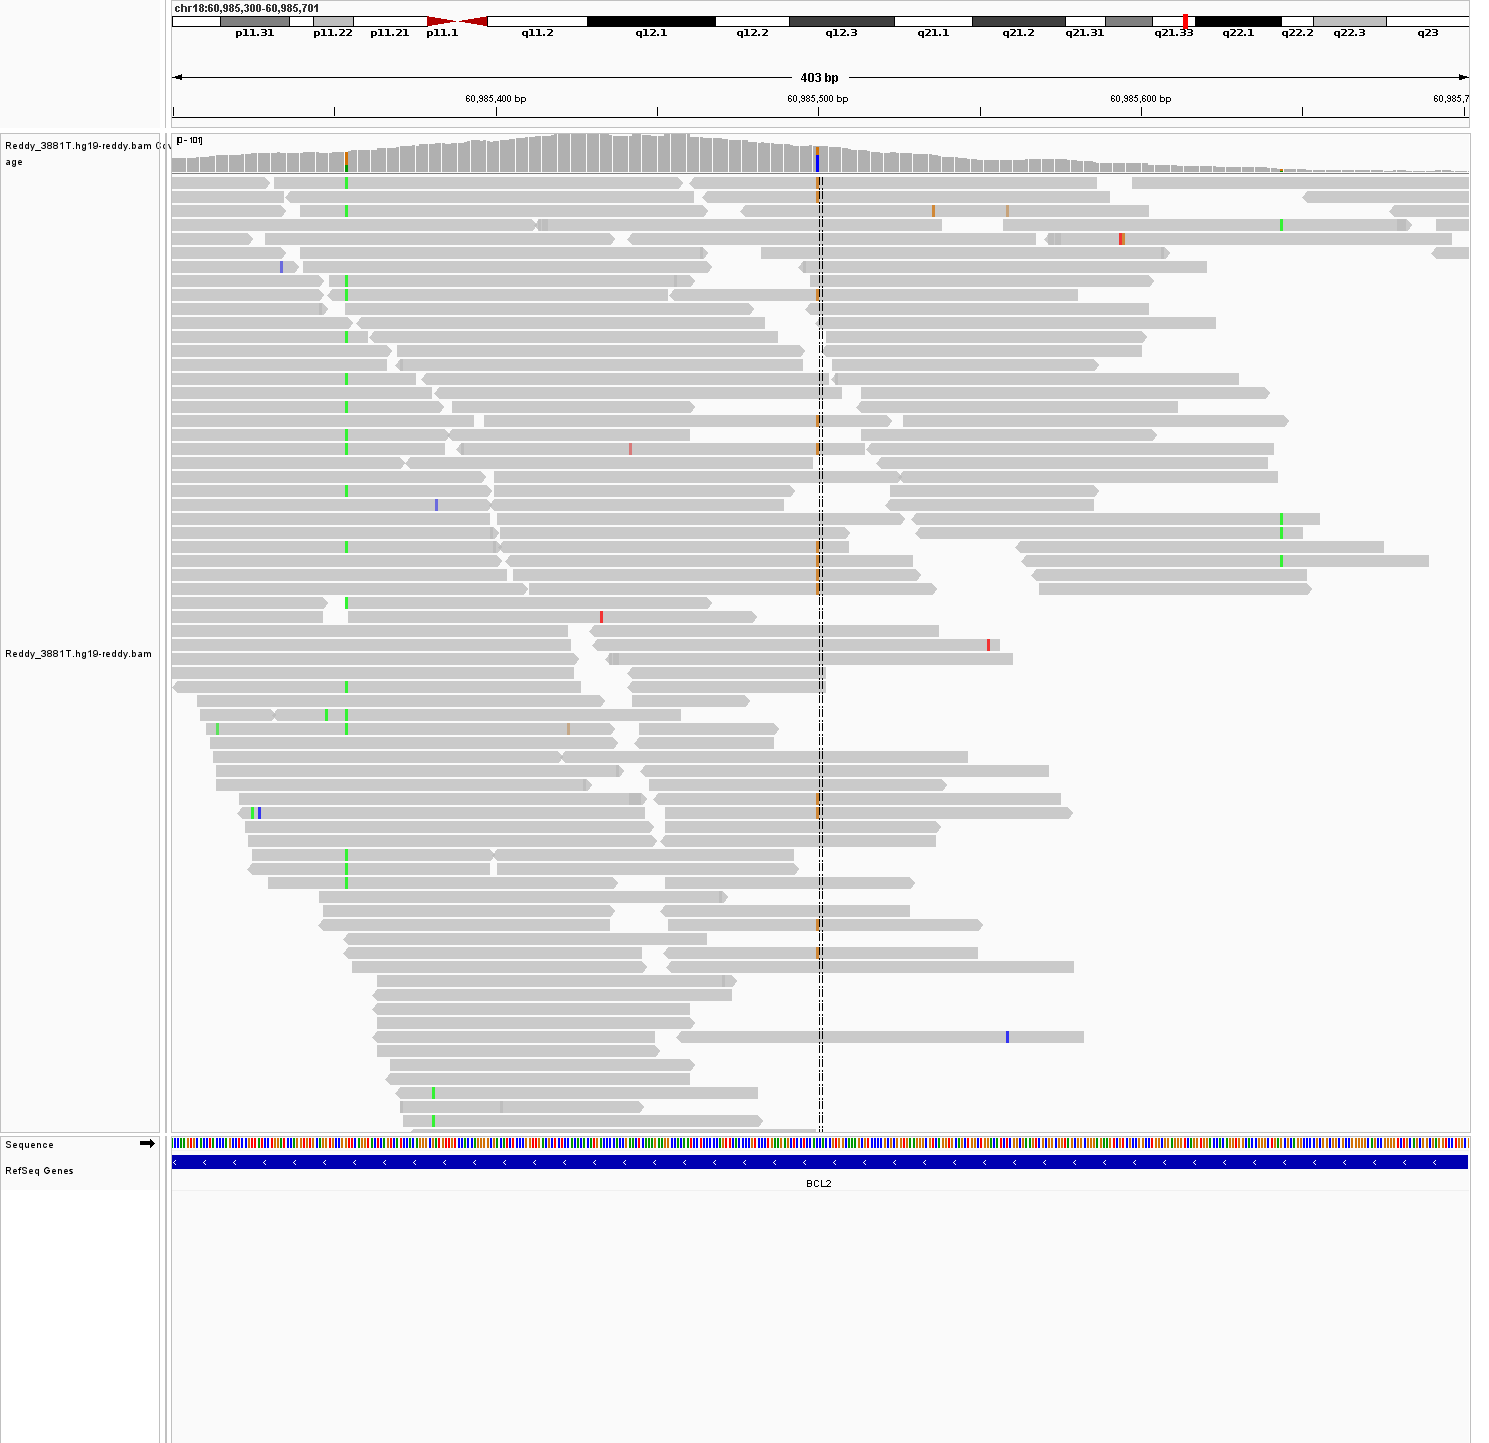 chr18:60,985,300-60,985,701
p11.31 p11.22 p11.21 p11.1 q11.2 q12.1 q12.2 q12.3 q21.1 q21.2 q21.31 q21.33 q22.1 q22.2 q22.3 q23
403 bp
60,985,400 bp 60,985,500 bp 60,985,600 bp 60,985,7
Reddy_3881T.hg19-reddy.bam Cov
age
[0 - 101]
Reddy_3881T.hg19-reddy.bam
Sequence
RefSeq Genes
BCL2